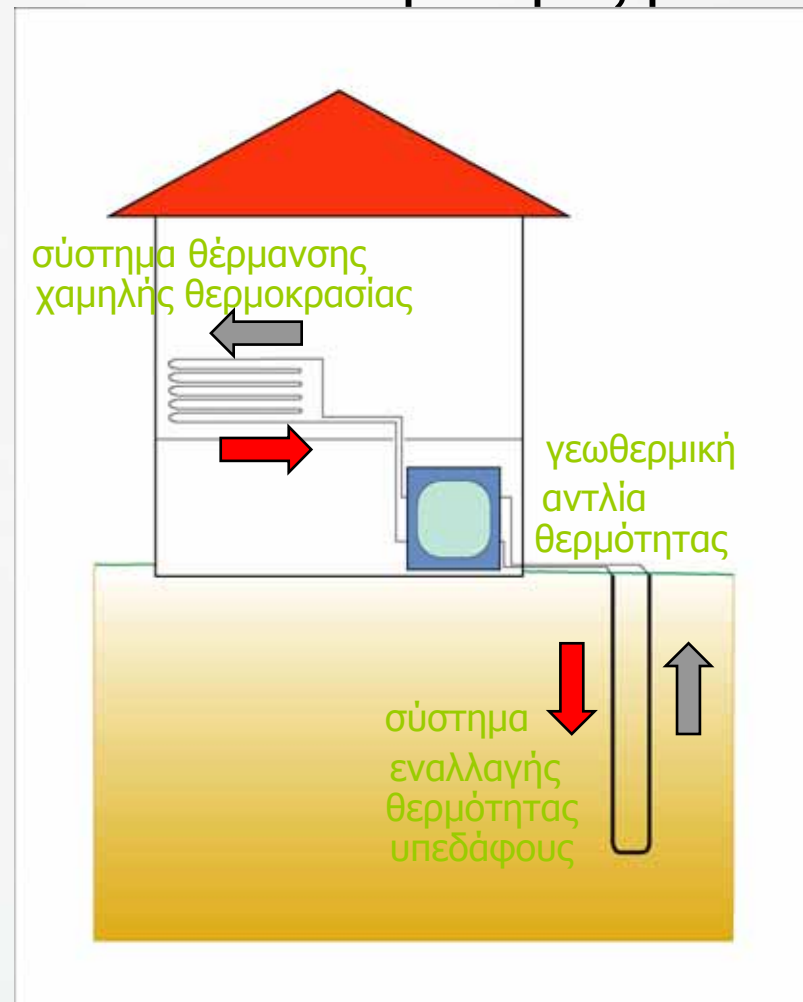 σύστημα θέρμανσης
χαμηλής θερμοκρασίας
γεωθερμική
αντλία
θερμότητας
σύστημα
εναλλαγής
θερμότητας
υπεδάφους